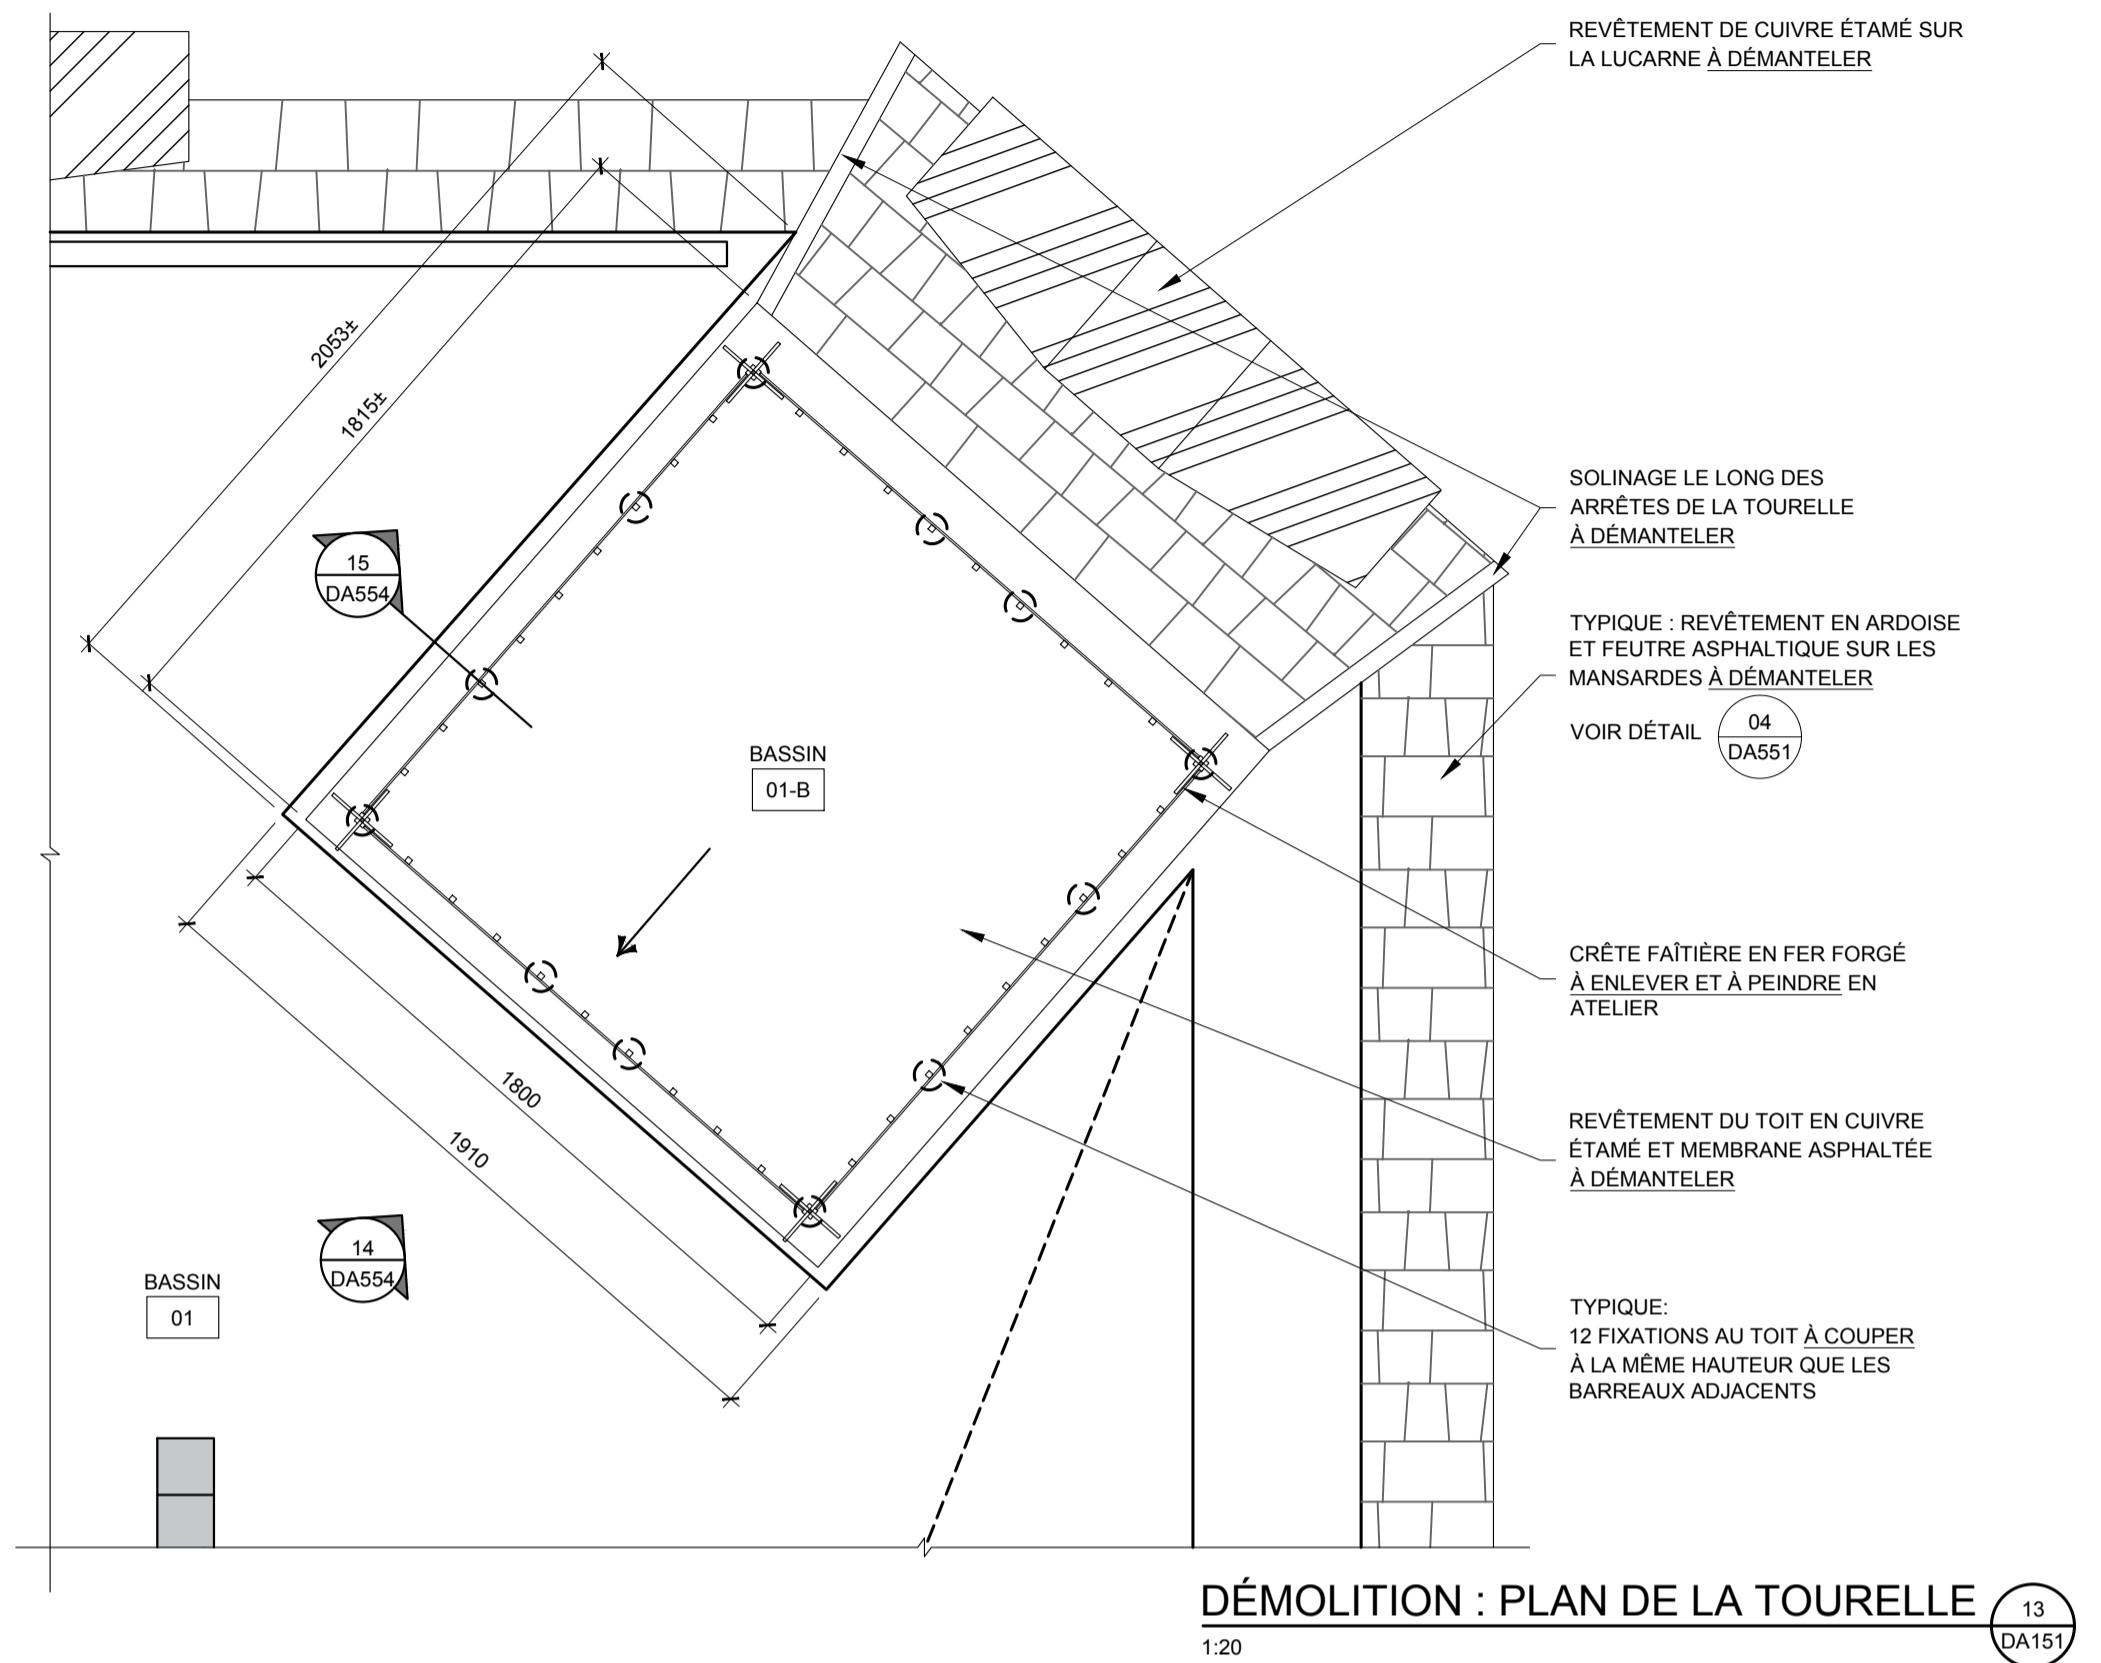 REVÊTEMENT DE CUIVRE ÉTAMÉ SUR
LA LUCARNE À DÉMANTELER
2053±
1815±
SOLINAGE LE LONG DES
ARRÊTES DE LA TOURELLE
À DÉMANTELER
15
DA554
TYPIQUE : REVÊTEMENT EN ARDOISE
ET FEUTRE ASPHALTIQUE SUR LES
MANSARDES À DÉMANTELER
VOIR DÉTAIL
04
DA551
BASSIN
01-B
CRÊTE FAÎTIÈRE EN FER FORGÉ
À ENLEVER ET À PEINDRE EN
ATELIER
1800
1910
REVÊTEMENT DU TOIT EN CUIVRE
ÉTAMÉ ET MEMBRANE ASPHALTÉE
À DÉMANTELER
14
DA554
BASSIN
01
TYPIQUE:
12 FIXATIONS AU TOIT À COUPER
À LA MÊME HAUTEUR QUE LES
BARREAUX ADJACENTS
DÉMOLITION : PLAN DE LA TOURELLE
1:20
13
DA151